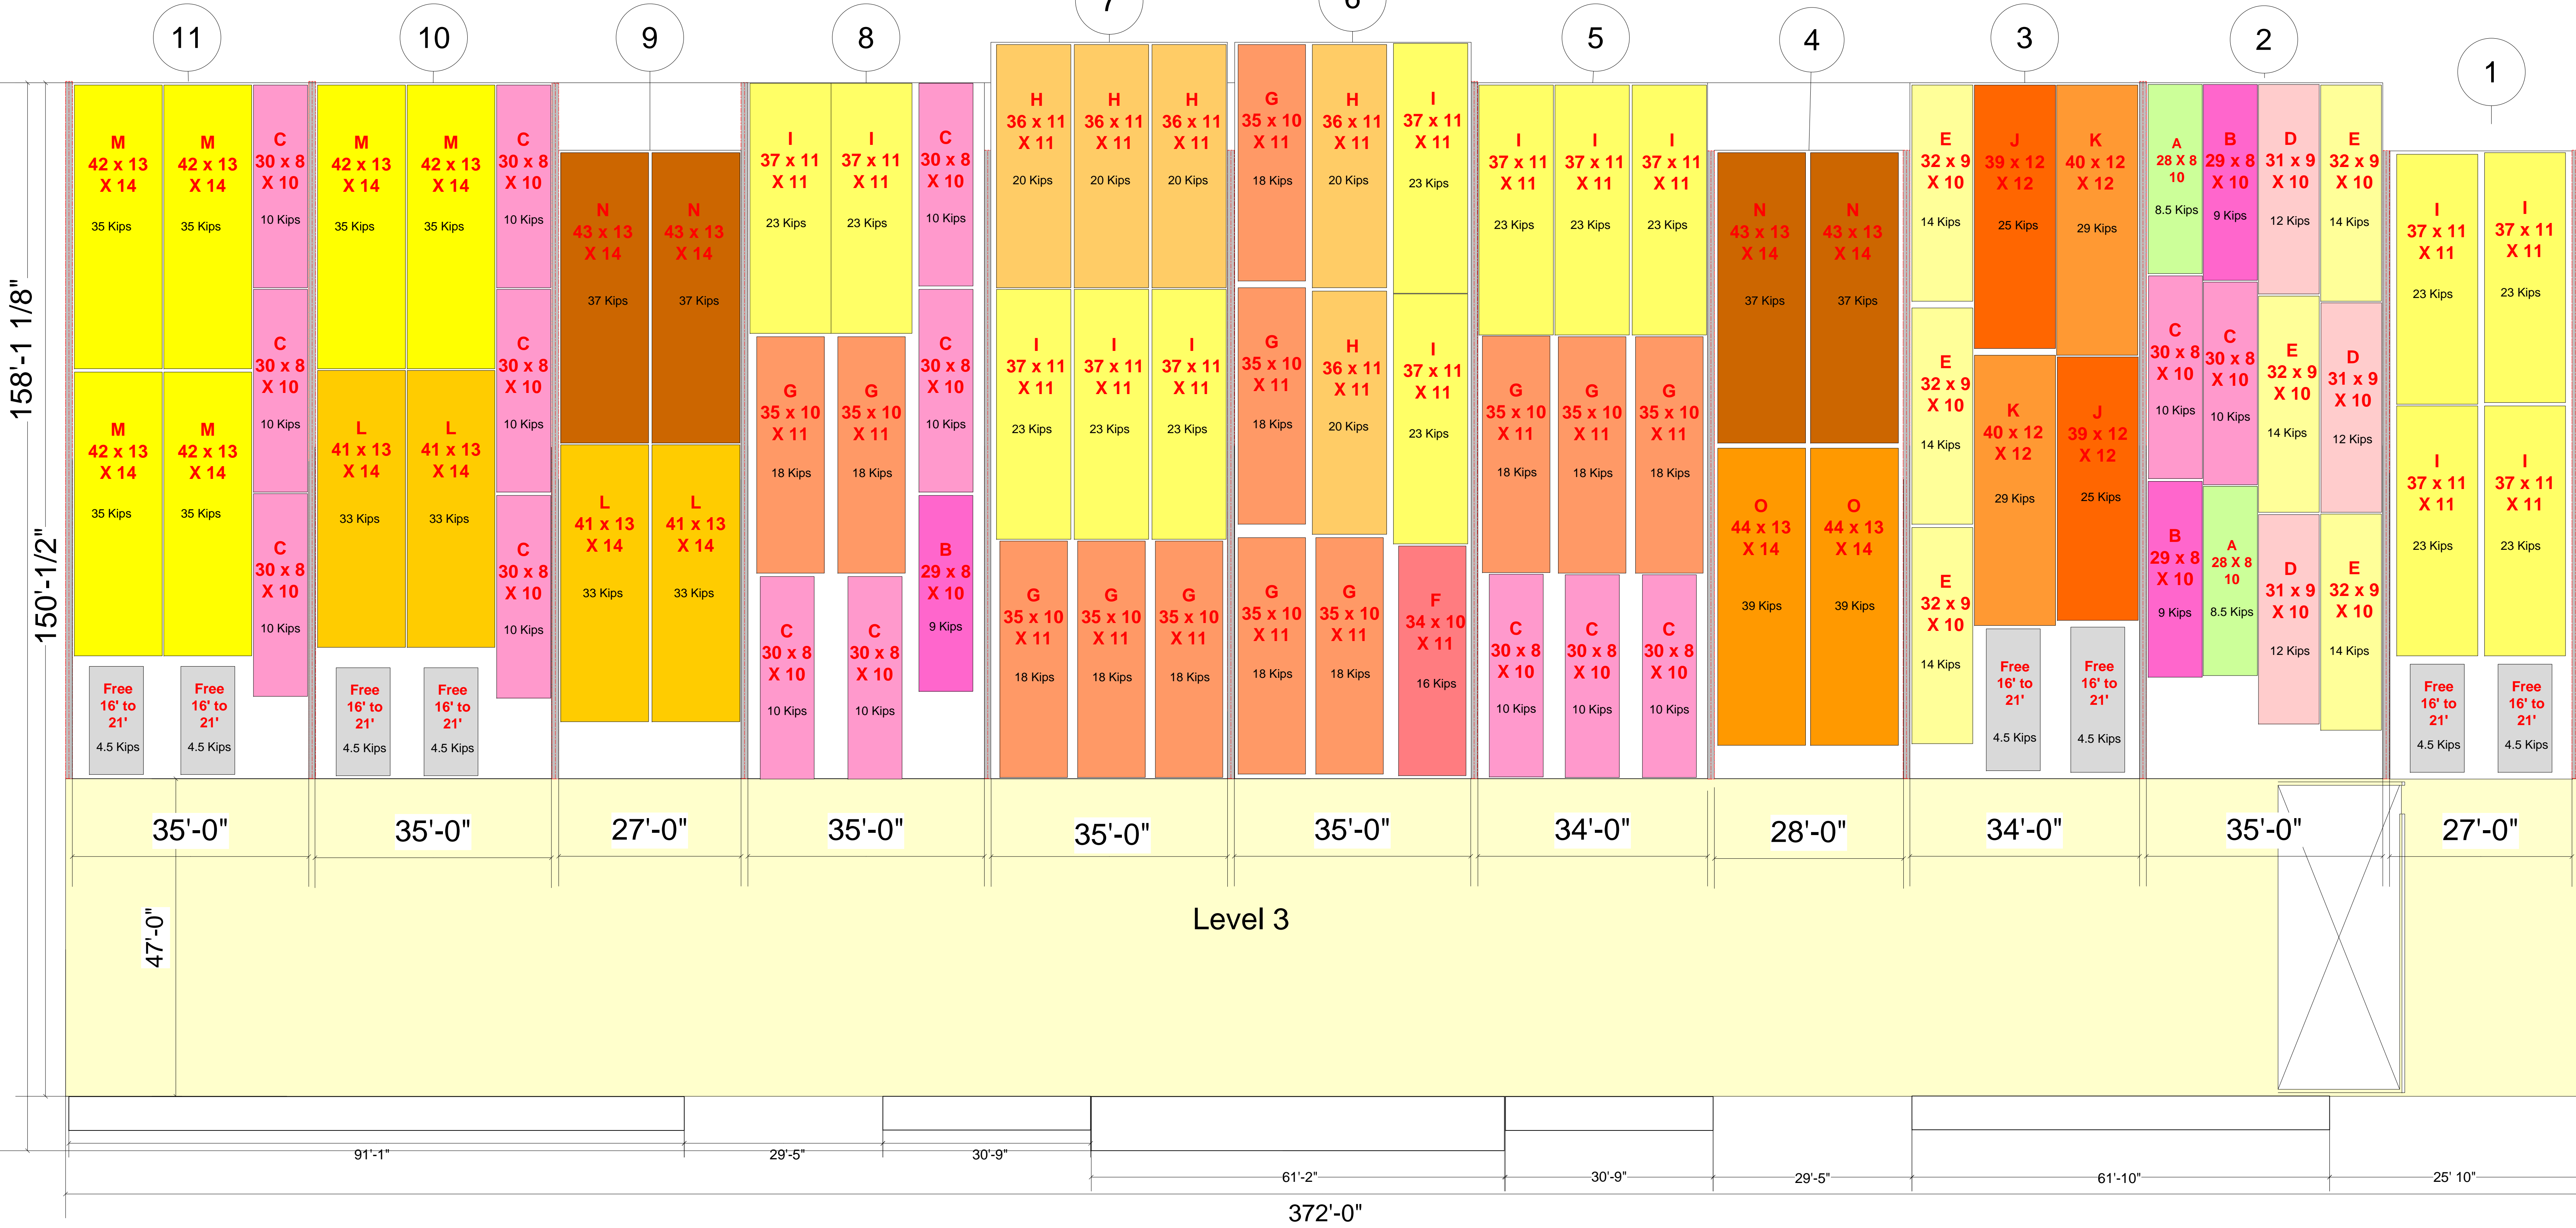 11
10
9
8
7
6
5
4
3
2
1
158'-1 1/8"
150'-1/2"
M
42 x 13
X 14
35 Kips
M
42 x 13
X 14
35 Kips
C
30 x 8
X 10
10 Kips
M
42 x 13
X 14
35 Kips
M
42 x 13
X 14
35 Kips
C
30 x 8
X 10
10 Kips
C
30 x 8
X 10
10 Kips
Free
16' to
21'
4.5 Kips
Free
16' to
21'
4.5 Kips
M
42 x 13
X 14
35 Kips
M
42 x 13
X 14
35 Kips
C
30 x 8
X 10
10 Kips
L
41 x 13
X 14
33 Kips
L
41 x 13
X 14
33 Kips
C
30 x 8
X 10
10 Kips
C
30 x 8
X 10
10 Kips
Free
16' to
21'
4.5 Kips
Free
16' to
21'
4.5 Kips
N
43 x 13
X 14
37 Kips
N
43 x 13
X 14
37 Kips
L
41 x 13
X 14
33 Kips
L
41 x 13
X 14
33 Kips
I
37 x 11
X 11
23 Kips
I
37 x 11
X 11
23 Kips
C
30 x 8
X 10
10 Kips
G
35 x 10
X 11
18 Kips
G
35 x 10
X 11
18 Kips
C
30 x 8
X 10
10 Kips
C
30 x 8
X 10
10 Kips
C
30 x 8
X 10
10 Kips
B
29 x 8
X 10
9 Kips
H
36 x 11
X 11
20 Kips
H
36 x 11
X 11
20 Kips
H
36 x 11
X 11
20 Kips
I
37 x 11
X 11
23 Kips
I
37 x 11
X 11
23 Kips
I
37 x 11
X 11
23 Kips
G
35 x 10
X 11
18 Kips
G
35 x 10
X 11
18 Kips
G
35 x 10
X 11
18 Kips
G
35 x 10
X 11
18 Kips
H
36 x 11
X 11
20 Kips
I
37 x 11
X 11
23 Kips
G
35 x 10
X 11
18 Kips
H
36 x 11
X 11
20 Kips
I
37 x 11
X 11
23 Kips
G
35 x 10
X 11
18 Kips
G
35 x 10
X 11
18 Kips
F
34 x 10
X 11
16 Kips
I
37 x 11
X 11
23 Kips
I
37 x 11
X 11
23 Kips
I
37 x 11
X 11
23 Kips
G
35 x 10
X 11
18 Kips
G
35 x 10
X 11
18 Kips
G
35 x 10
X 11
18 Kips
C
30 x 8
X 10
10 Kips
C
30 x 8
X 10
10 Kips
C
30 x 8
X 10
10 Kips
N
43 x 13
X 14
37 Kips
N
43 x 13
X 14
37 Kips
O
44 x 13
X 14
39 Kips
O
44 x 13
X 14
39 Kips
E
32 x 9
X 10
14 Kips
J
39 x 12
X 12
25 Kips
K
40 x 12
X 12
29 Kips
E
32 x 9
X 10
14 Kips
K
40 x 12
X 12
29 Kips
J
39 x 12
X 12
25 Kips
E
32 x 9
X 10
14 Kips
Free
16' to
21'
4.5 Kips
Free
16' to
21'
4.5 Kips
A
28 X 8
10
8.5 Kips
B
29 x 8
X 10
9 Kips
D
31 x 9
X 10
12 Kips
E
32 x 9
X 10
14 Kips
C
30 x 8
X 10
10 Kips
C
30 x 8
X 10
10 Kips
E
32 x 9
X 10
14 Kips
D
31 x 9
X 10
12 Kips
B
29 x 8
X 10
9 Kips
A
28 X 8
10
8.5 Kips
D
31 x 9
X 10
12 Kips
E
32 x 9
X 10
14 Kips
I
37 x 11
X 11
23 Kips
I
37 x 11
X 11
23 Kips
I
37 x 11
X 11
23 Kips
I
37 x 11
X 11
23 Kips
Free
16' to
21'
4.5 Kips
Free
16' to
21'
4.5 Kips
35'-0"
35'-0"
27'-0"
35'-0"
35'-0"
35'-0"
34'-0"
28'-0"
34'-0"
35'-0"
27'-0"
47'-0"
Level 3
91'-1"
29'-5"
30'-9"
61'-2"
30'-9"
29'-5"
61'-10"
25' 10"
372'-0"